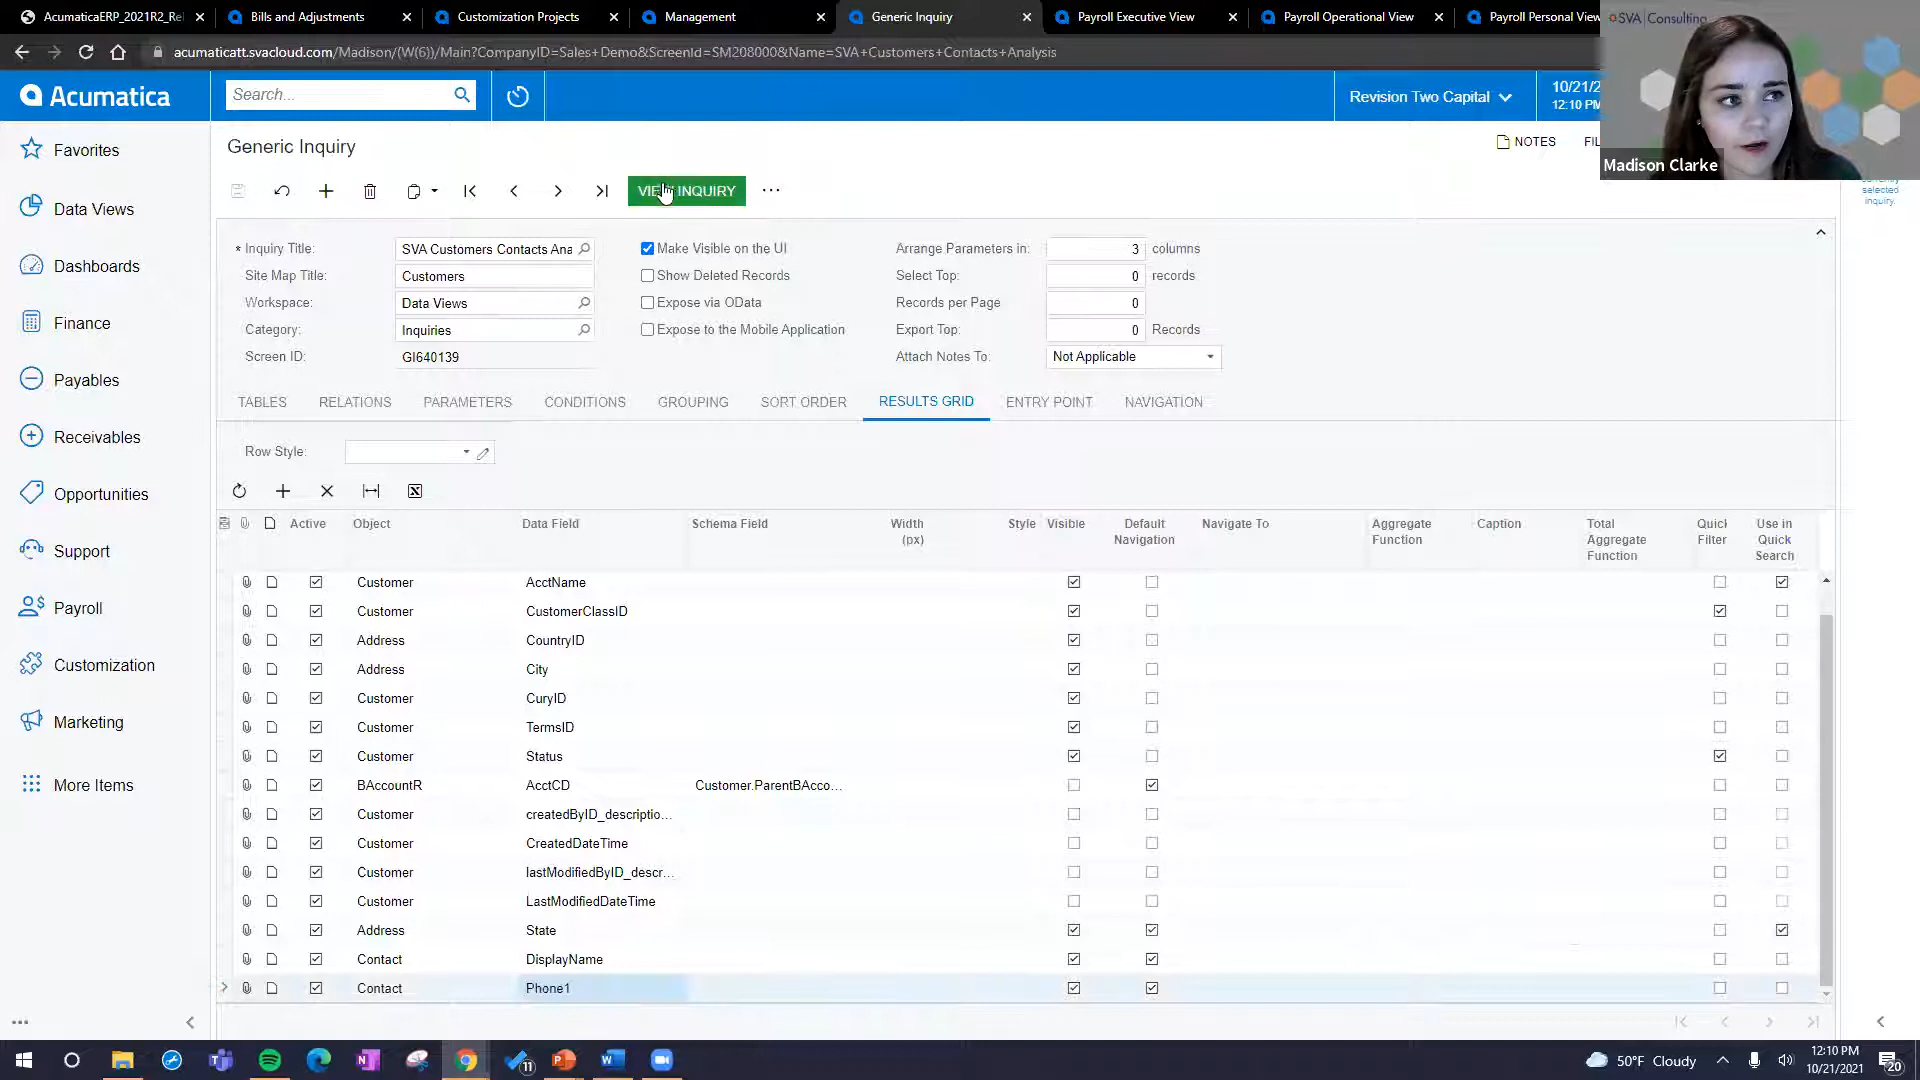 AcumaticaERP_2021R2_Rel
Bills and Adjustments
Customization Projects
Management
Generic Inquiry
Payroll Executive View
Payroll Operational View
Payroll Personal View
SVA | Consulting
acumaticatt.svacloud.com/Madison/(W(6))/Main?CompanyID=Sales+Demo&ScreenId=SM208000&Name=SVA+Customers+Contacts+Analysis
Acumatica
Search...
Revision Two Capital
10/21/2
12:10 PM
Madison Clarke
Generic Inquiry
NOTES
FIL
VIEW INQUIRY
selected
inquiry.
Favorites
Data Views
Dashboards
Finance
Payables
Receivables
Opportunities
Support
Payroll
Customization
Marketing
More Items
* Inquiry Title: SVA Customers Contacts Ana
Site Map Title: Customers
Workspace: Data Views
Category: Inquiries
Screen ID: GI640139
Make Visible on the UI
Show Deleted Records
Expose via OData
Expose to the Mobile Application
Arrange Parameters in: 3 columns
Select Top: 0 records
Records per Page 0
Export Top: 0 Records
Attach Notes To: Not Applicable
TABLES RELATIONS PARAMETERS CONDITIONS GROUPING SORT ORDER RESULTS GRID ENTRY POINT NAVIGATION
Row Style:
Active Object Data Field Schema Field Width (px) Style Visible Default Navigation Navigate To Aggregate Function Caption Total Aggregate Function Quick Filter Use in Quick Search
Customer AcctName
Customer CustomerClassID
Address CountryID
Address City
Customer CuryID
Customer TermsID
Customer Status
BAccountR AcctCD Customer.ParentBAcco...
Customer createdByID_descriptio...
Customer CreatedDateTime
Customer lastModifiedByID_descr...
Customer LastModifiedDateTime
Address State
Contact DisplayName
Contact Phone1
11
50°F Cloudy
12:10 PM
10/21/2021
20